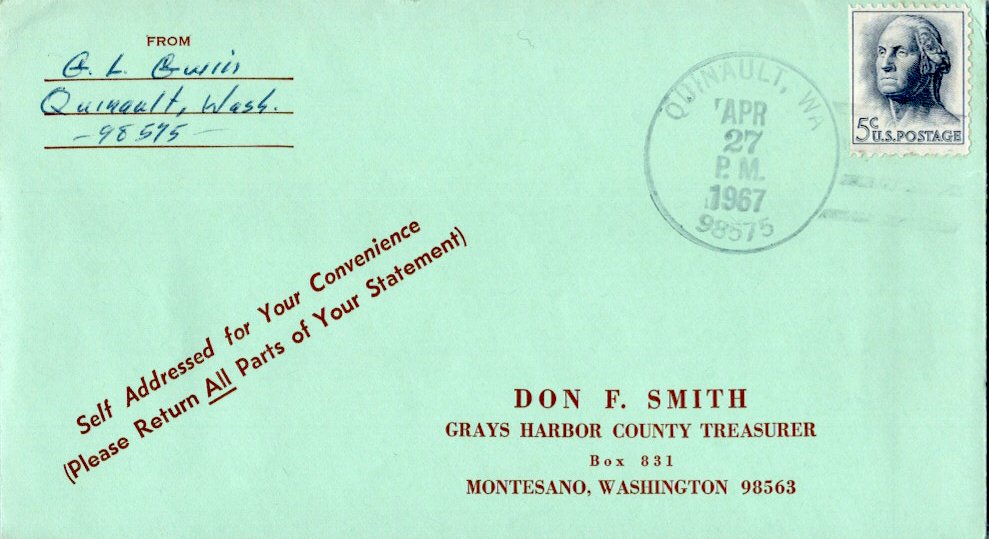 FROM
G. L.
Quinault, Wash.
-98575-
QUINAULT, WA
APR
27
P.M.
1967
98575
5c
U.S. POSTAGE
Self Addressed for Your Convenience
(Please Return All Parts of Your Statement)
DON F. SMITH
GRAYS HARBOR COUNTY TREASURER
Box 831
MONTESANO, WASHINGTON 98563